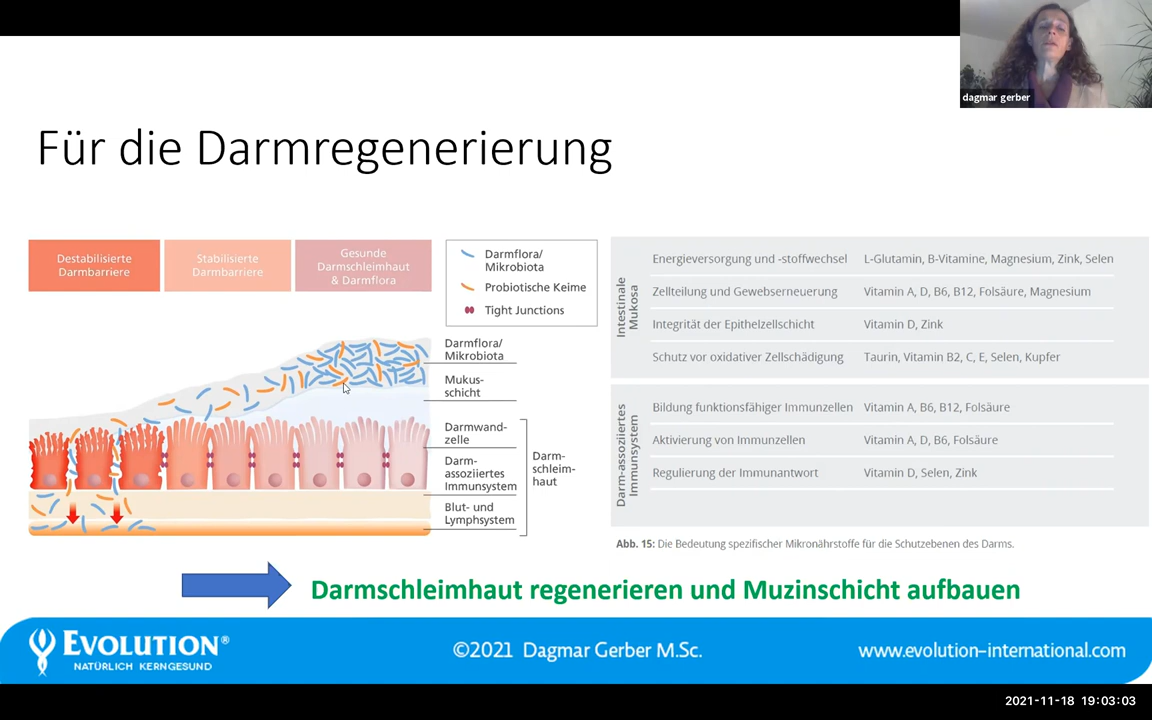 dagmar gerber
Für die Darmregenerierung
Destabilisierte
Darmbarriere
Stabilisierte
Darmbarriere
Gesunde
Darmschleimhaut
& Darmflora
Darmflora/
Mikrobiota
Probiotische Keime
Tight Junctions
Darmflora/
Mikrobiota
Mukus-
schicht
Darmwand-
zelle
Darm-
assoziiertes
Immunsystem
Blut- und
Lymphsystem
Darm-
schleim-
haut
Intestinale
Mukosa
Energieversorgung und -stoffwechsel L-Glutamin, B-Vitamine, Magnesium, Zink, Selen
Zellteilung und Gewebserneuerung Vitamin A, D, B6, B12, Folsäure, Magnesium
Integrität der Epithelzellschicht Vitamin D, Zink
Schutz vor oxidativer Zellschädigung Taurin, Vitamin B2, C, E, Selen, Kupfer
Darm-assoziiertes
Immunsystem
Bildung funktionsfähiger Immunzellen Vitamin A, B6, B12, Folsäure
Aktivierung von Immunzellen Vitamin A, D, B6, Folsäure
Regulierung der Immunantwort Vitamin D, Selen, Zink
Abb. 15: Die Bedeutung spezifischer Mikronährstoffe für die Schutzebenen des Darms.
Darmschleimhaut regenerieren und Muzinschicht aufbauen
EVOLUTION®
NATÜRLICH KERNGESUND
©2021 Dagmar Gerber M.Sc.
www.evolution-international.com
2021-11-18 19:03:03